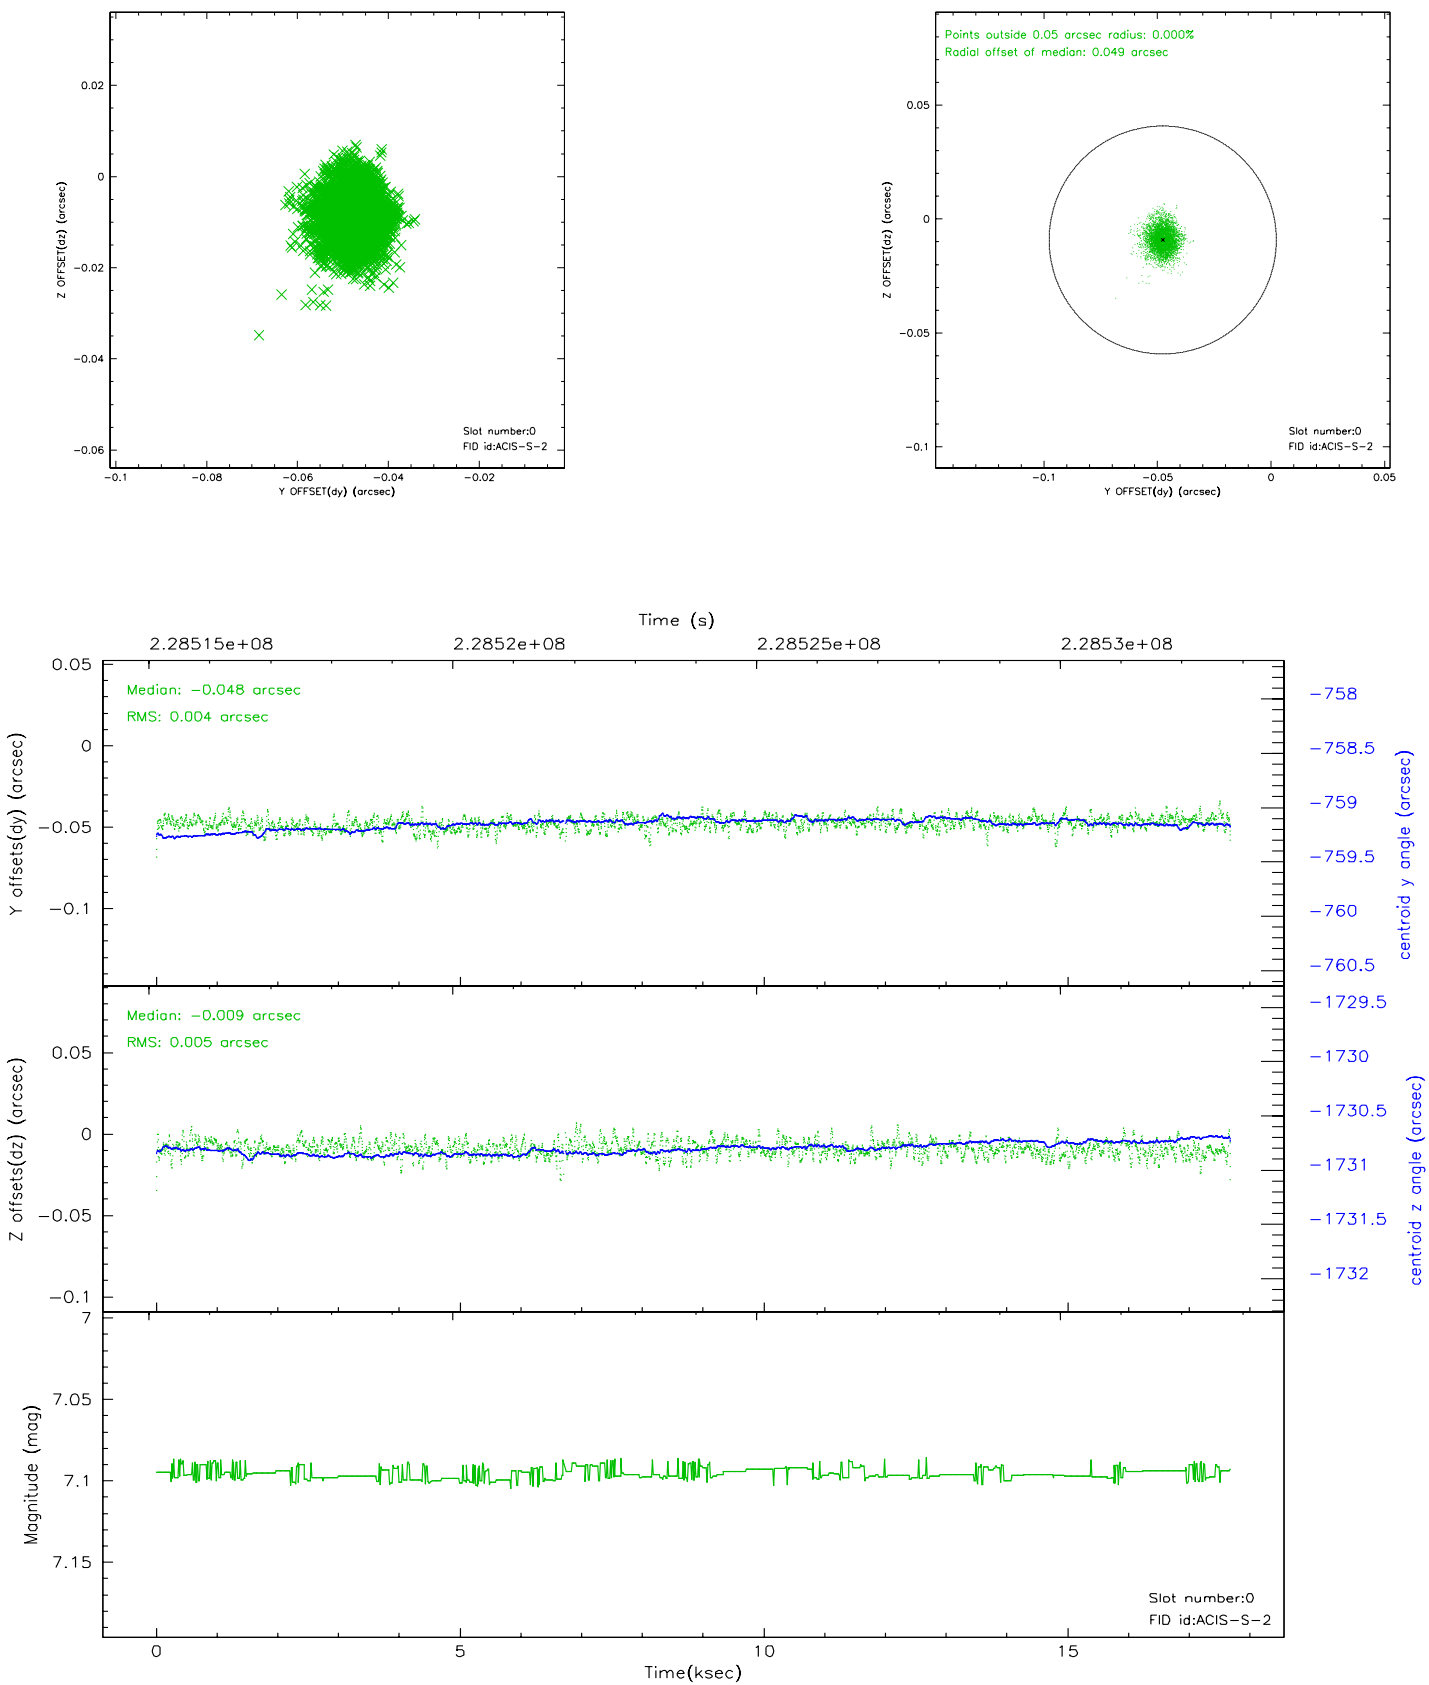 0.02
0
−0.02
−0.04
−0.06
Z OFFSET(dz) (arcsec)
Slot number:0
FID id:ACIS−S−2
−0.1
−0.08
−0.06
−0.04
−0.02
Y OFFSET(dy) (arcsec)
Points outside 0.05 arcsec radius: 0.000%
Radial offset of median: 0.049 arcsec
0.05
0
−0.05
−0.1
Z OFFSET(dz) (arcsec)
Slot number:0
FID id:ACIS−S−2
−0.1
−0.05
0
0.05
Y OFFSET(dy) (arcsec)
Time (s)
2.28515e+08
2.2852e+08
2.28525e+08
2.2853e+08
0.05
0
−0.05
−0.1
Y offsets(dy) (arcsec)
Median: −0.048 arcsec
RMS: 0.004 arcsec
−758
−758.5
−759
−759.5
−760
−760.5
centroid y angle (arcsec)
0.05
0
−0.05
−0.1
Z offsets(dz) (arcsec)
Median: −0.009 arcsec
RMS: 0.005 arcsec
−1729.5
−1730
−1730.5
−1731
−1731.5
−1732
centroid z angle (arcsec)
7
7.05
7.1
7.15
Magnitude (mag)
Slot number:0
FID id:ACIS−S−2
0
5
10
15
Time(ksec)